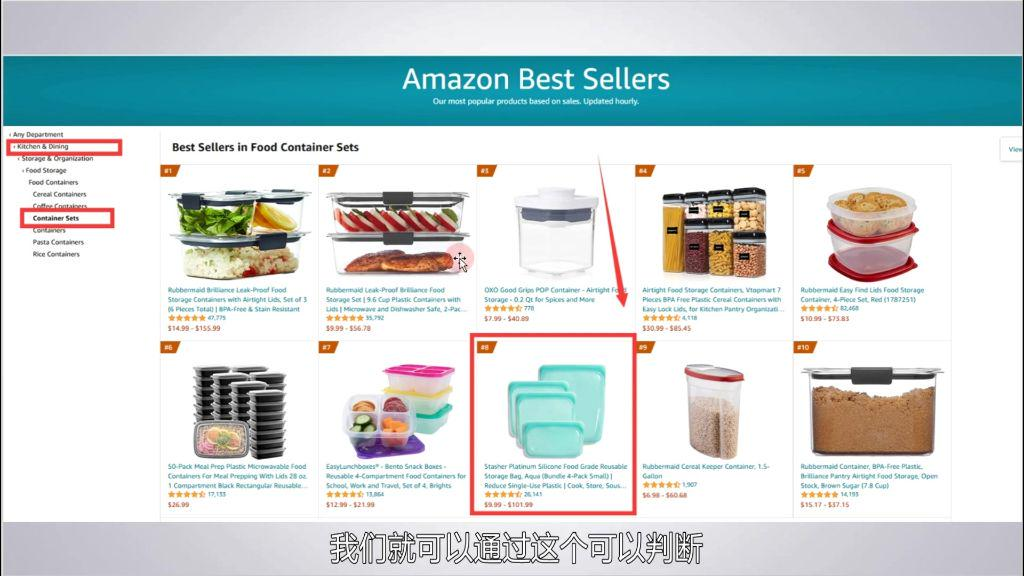 Amazon Best Sellers
Our most popular products based on sales. Updated hourly.
‹ Any Department
‹ Kitchen & Dining
‹ Storage & Organization
‹ Food Storage
Food Containers
Cereal Containers
Coffee Containers
Container Sets
Containers
Pasta Containers
Rice Containers
Best Sellers in Food Container Sets
View
#1
Rubbermaid Brilliance Leak-Proof Food
Storage Containers with Airtight Lids, Set of 3
(6 Pieces Total) | BPA-Free & Stain Resistant
47,775
$14.99 - $155.99
#2
Rubbermaid Leak-Proof Brilliance Food
Storage Set | 9.6 Cup Plastic Containers with
Lids | Microwave and Dishwasher Safe, 2-Pac...
35,792
$9.99 - $56.78
#3
OXO Good Grips POP Container - Airtight Food
Storage - 0.2 Qt for Spices and More
778
$7.99 - $40.89
#4
Airtight Food Storage Containers, Vtopmart 7
Pieces BPA Free Plastic Cereal Containers with
Easy Lock Lids, for Kitchen Pantry Organizati...
4,118
$30.99 - $85.45
#5
Rubbermaid Easy Find Lids Food Storage
Container, 4-Piece Set, Red (1787251)
82,468
$10.99 - $73.83
#6
50-Pack Meal Prep Plastic Microwavable Food
Containers For Meal Prepping With Lids 28 oz.
1 Compartment Black Rectangular Reusable...
17,133
$26.99
#7
EasyLunchboxes® - Bento Snack Boxes -
Reusable 4-Compartment Food Containers for
School, Work and Travel, Set of 4, Brights
13,864
$12.99 - $21.99
#8
Stasher Platinum Silicone Food Grade Reusable
Storage Bag, Aqua (Bundle 4-Pack Small) |
Reduce Single-Use Plastic | Cook, Store, Sous...
26,141
$9.99 - $101.99
#9
Rubbermaid Cereal Keeper Container, 1.5-
Gallon
1,907
$6.98 - $60.68
#10
Rubbermaid Container, BPA-Free Plastic,
Brilliance Pantry Airtight Food Storage, Open
Stock, Brown Sugar (7.8 Cup)
14,193
$15.17 - $37.15
我们就可以通过这个可以判断